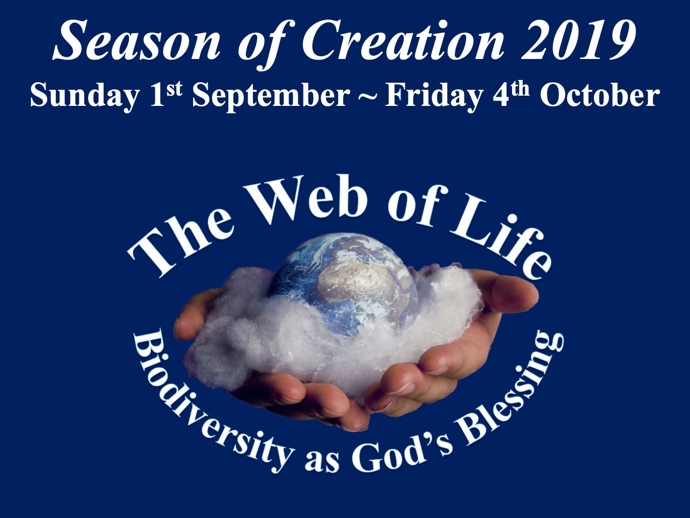 Season of Creation 2019
Sunday 1st September ~ Friday 4th October
The Web of Life
Biodiversity as God's Blessing